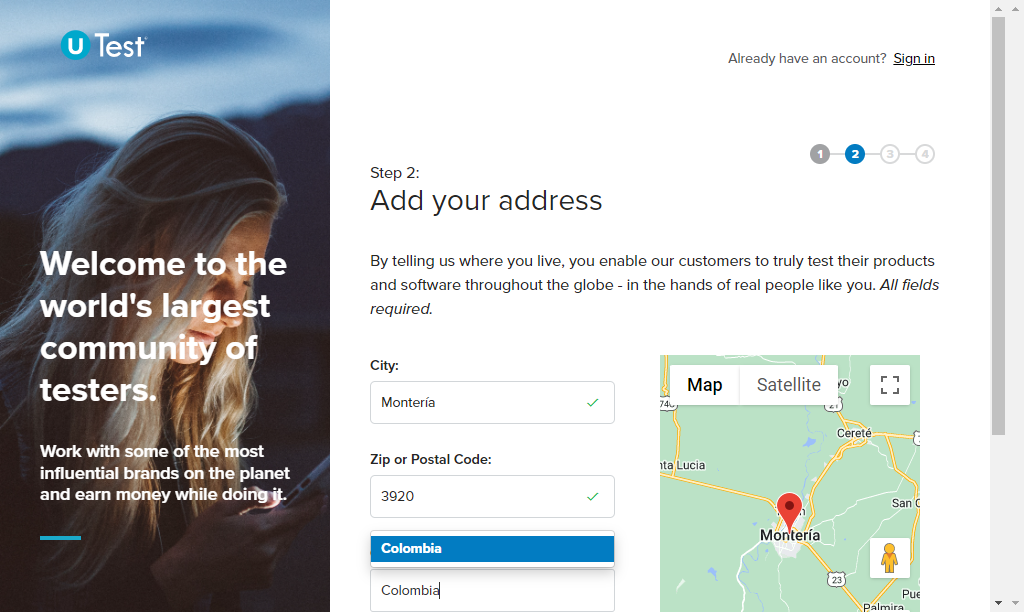 U Test
Welcome to the
world's largest
community of
testers.
Work with some of the most
influential brands on the planet
and earn money while doing it.
Already have an account? Sign in
1 2 3 4
Step 2:
Add your address
By telling us where you live, you enable our customers to truly test their products
and software throughout the globe - in the hands of real people like you. All fields
required.
City:
Montería
Zip or Postal Code:
3920
Colombia
Colombia
Map Satellite
21
Cereté
San C
Montería
23